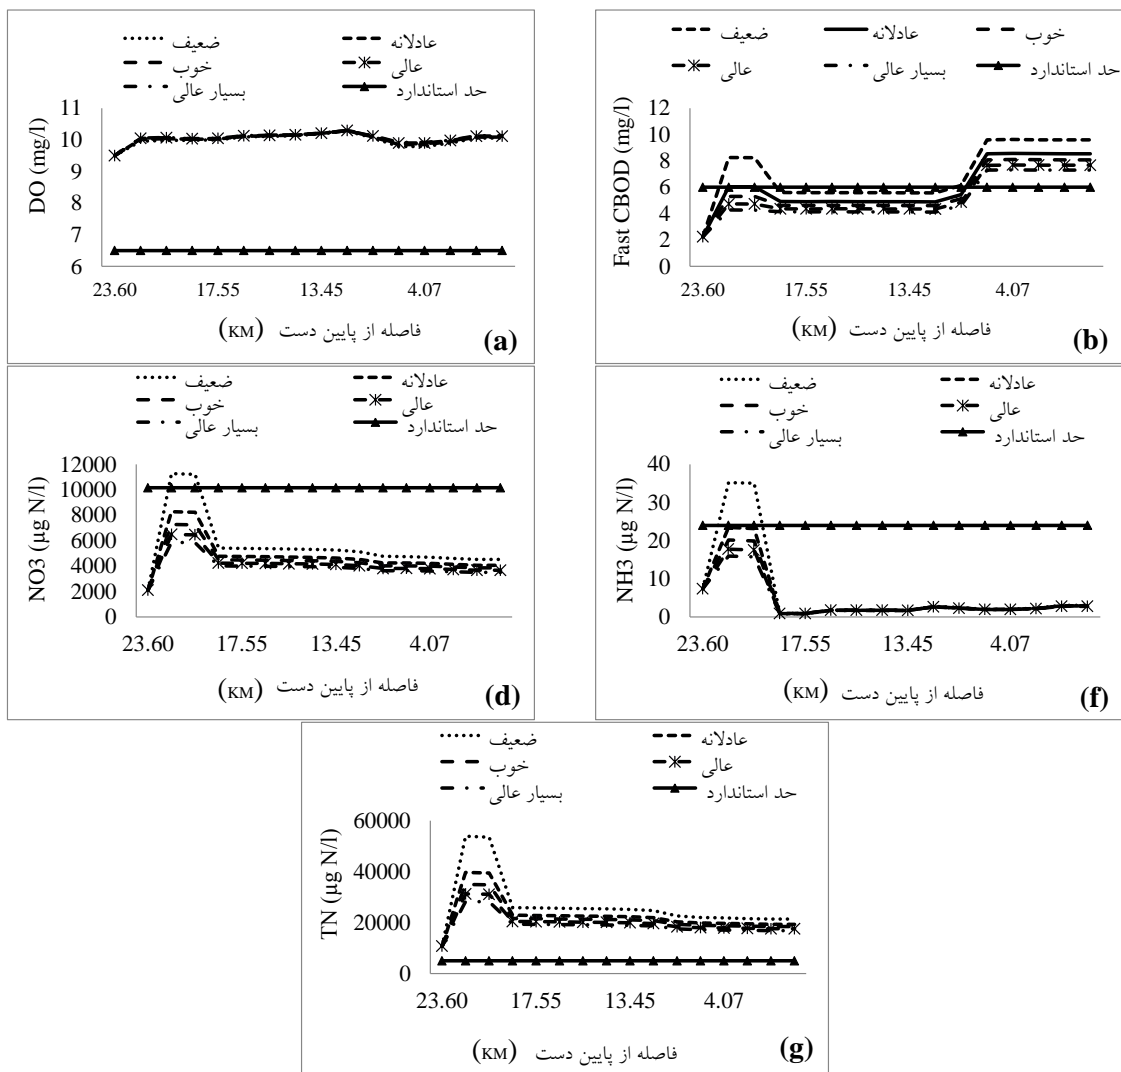 ضعیف عادلانه
خوب عالی
بسیار عالی حد استاندارد
DO (mg/l)
11
10
9
8
7
6
23.60 17.55 13.45 4.07
فاصله از پایین دست (KM)
(a)
ضعیف عادلانه خوب
عالی بسیار عالی حد استاندارد
Fast CBOD (mg/l)
12
10
8
6
4
2
0
23.60 17.55 13.45 4.07
فاصله از پایین دست (KM)
(b)
ضعیف عادلانه
خوب عالی
بسیار عالی حد استاندارد
NO3 (µg N/l)
12000
10000
8000
6000
4000
2000
0
23.60 17.55 13.45 4.07
فاصله از پایین دست (KM)
(d)
ضعیف عادلانه
خوب عالی
بسیار عالی حد استاندارد
NH3 (µg N/l)
40
30
20
10
0
23.60 17.55 13.45 4.07
فاصله از پایین دست (KM)
(f)
ضعیف عادلانه
خوب عالی
بسیار عالی حد استاندارد
TN (µg N/l)
60000
40000
20000
0
23.60 17.55 13.45 4.07
فاصله از پایین دست (KM)
(g)